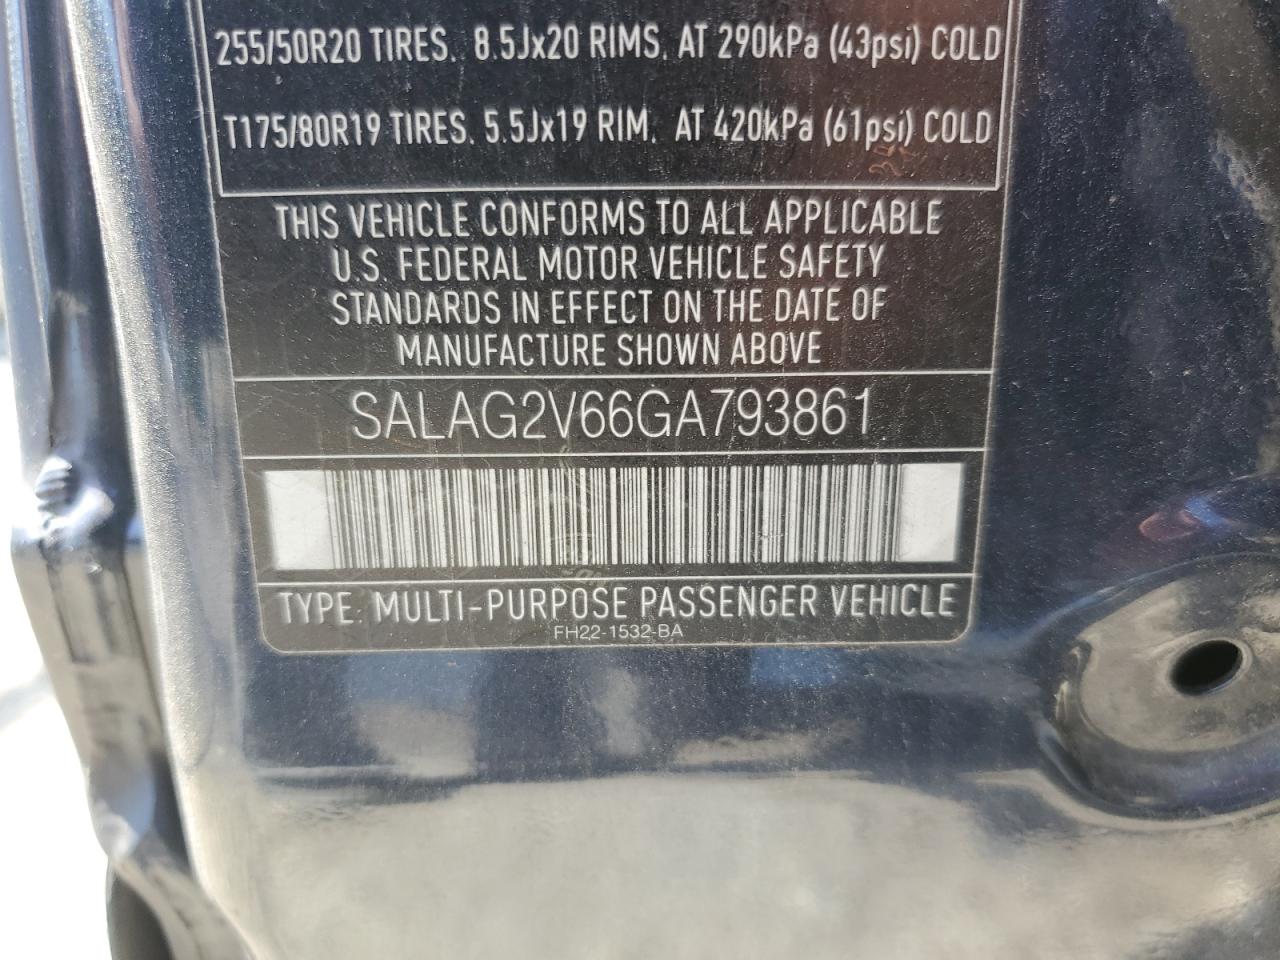 255/50R20 TIRES, 8.5Jx20 RIMS, AT 290kPa (43psi) COLD
T175/80R19 TIRES, 5.5Jx19 RIM, AT 420kPa (61psi) COLD
THIS VEHICLE CONFORMS TO ALL APPLICABLE
U.S. FEDERAL MOTOR VEHICLE SAFETY
STANDARDS IN EFFECT ON THE DATE OF
MANUFACTURE SHOWN ABOVE
SALAG2V66GA793861
TYPE: MULTI-PURPOSE PASSENGER VEHICLE
FH22-1532-BA